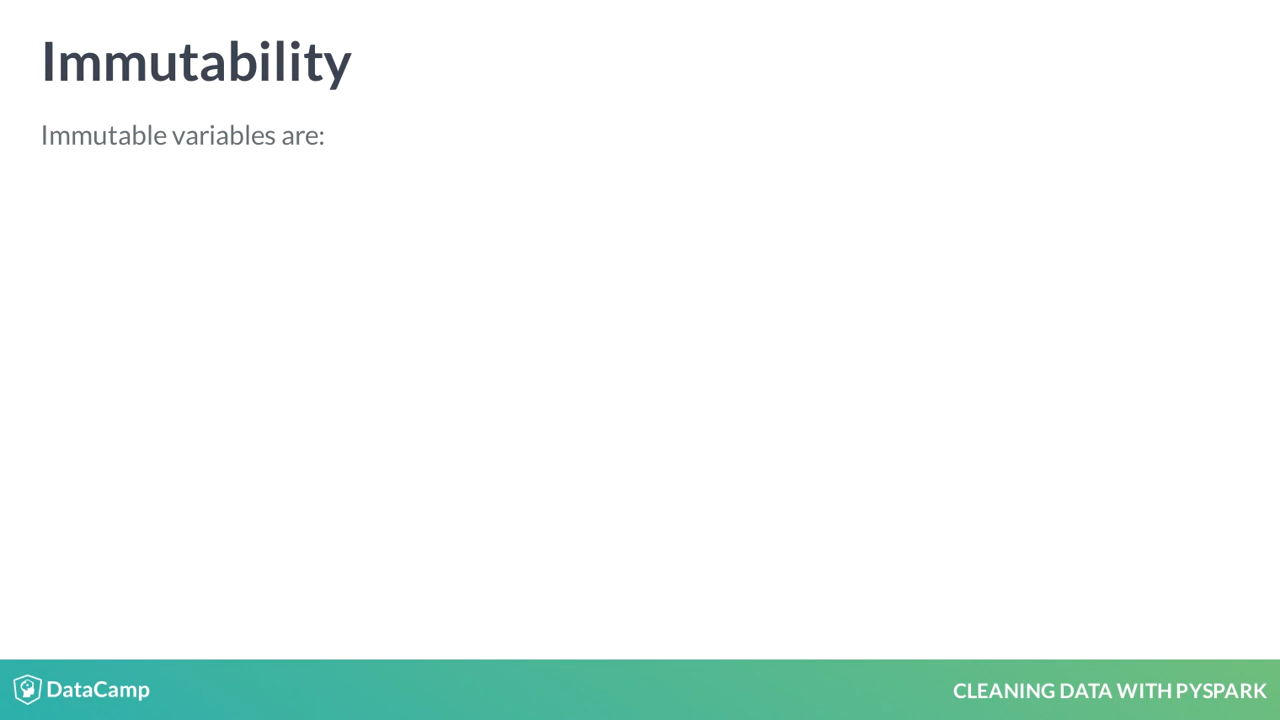 Immutability
Immutable variables are:
DataCamp
CLEANING DATA WITH PYSPARK